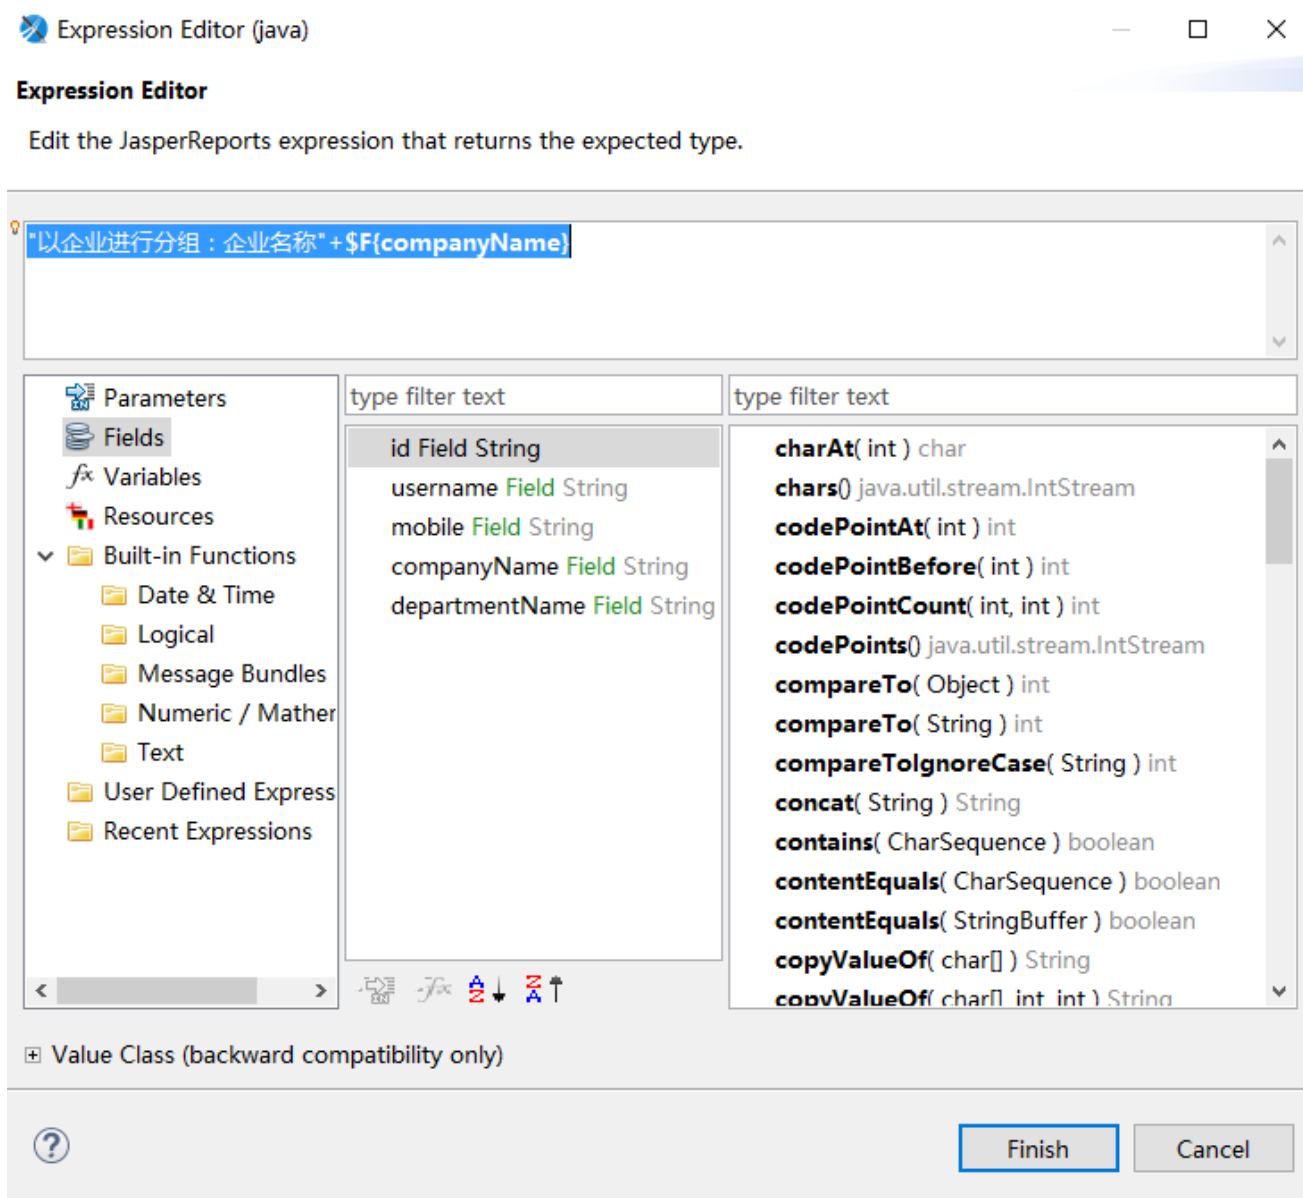 Expression Editor (java)
Expression Editor
Edit the JasperReports expression that returns the expected type.
"以企业进行分组：企业名称"+$F{companyName}
Parameters
Fields
fx Variables
Resources
Built-in Functions
Date & Time
Logical
Message Bundles
Numeric / Mather
Text
User Defined Express
Recent Expressions
type filter text
id Field String
username Field String
mobile Field String
companyName Field String
departmentName Field String
type filter text
charAt( int ) char
chars() java.util.stream.IntStream
codePointAt( int ) int
codePointBefore( int ) int
codePointCount( int, int ) int
codePoints() java.util.stream.IntStream
compareTo( Object ) int
compareTo( String ) int
compareToIgnoreCase( String ) int
concat( String ) String
contains( CharSequence ) boolean
contentEquals( CharSequence ) boolean
contentEquals( StringBuffer ) boolean
copyValueOf( char[] ) String
copyValueOf( char[], int, int ) String
Value Class (backward compatibility only)
Finish
Cancel